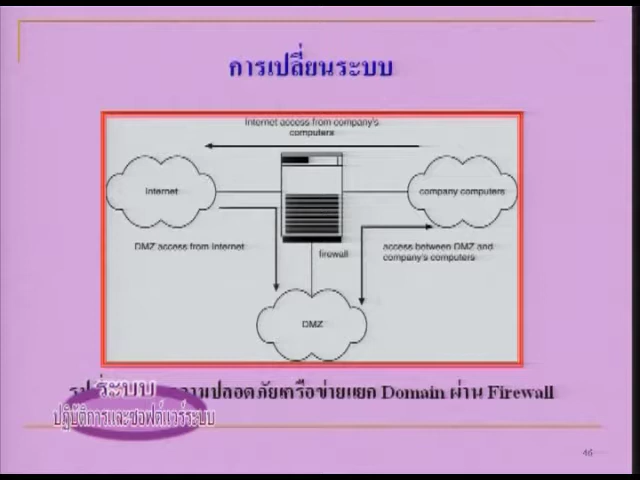 การเปลี่ยนระบบ
Internet access from company's
computers
Internet
company computers
DMZ access from Internet
firewall
access between DMZ and
company's computers
DMZ
ความปลอดภัยเครือข่ายแยก Domain ผ่าน Firewall
ระบบ
ปฏิบัติการและซอฟต์แวร์ระบบ
46